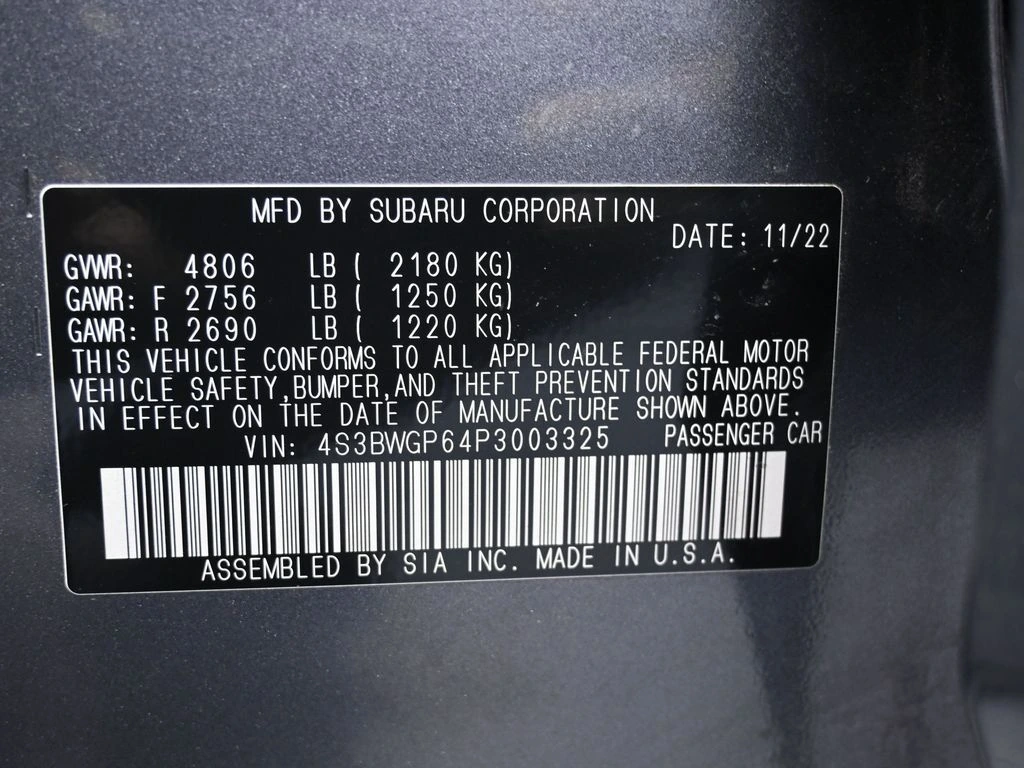 MFD BY SUBARU CORPORATION
DATE: 11/22
GVWR: 4806 LB ( 2180 KG)
GAWR: F 2756 LB ( 1250 KG)
GAWR: R 2690 LB ( 1220 KG)
THIS VEHICLE CONFORMS TO ALL APPLICABLE FEDERAL MOTOR
VEHICLE SAFETY,BUMPER,AND THEFT PREVENTION STANDARDS
IN EFFECT ON THE DATE OF MANUFACTURE SHOWN ABOVE.
VIN: 4S3BWGP64P3003325 PASSENGER CAR
ASSEMBLED BY SIA INC. MADE IN U.S.A.